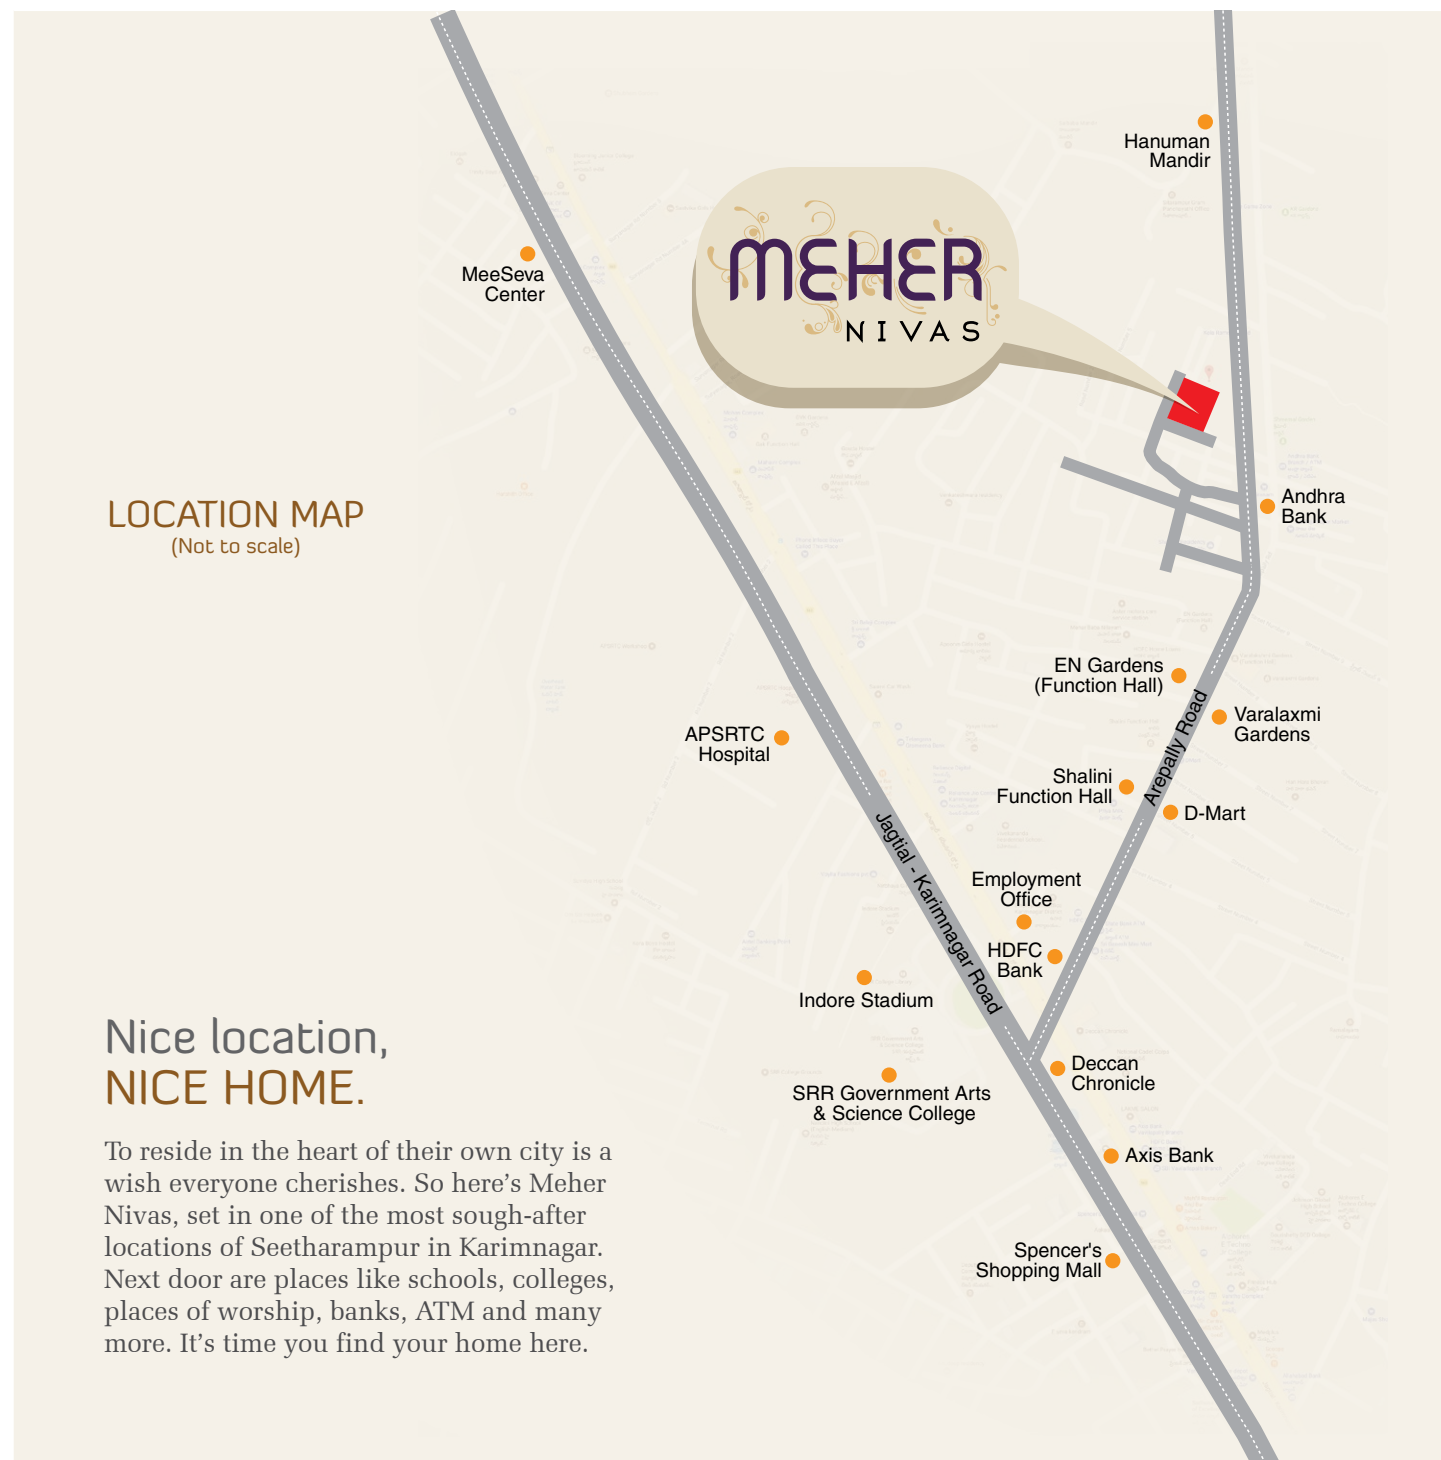 Hanuman
Mandir
MEHER
NIVAS
MeeSeva
Center
LOCATION MAP
(Not to scale)
Andhra
Bank
EN Gardens
(Function Hall)
Arepally Road
Varalaxmi
Gardens
APSRTC
Hospital
Shalini
Function Hall
D-Mart
Jagtial - Karimnagar Road
Employment
Office
HDFC
Bank
Indore Stadium
Deccan
Chronicle
SRR Government Arts
& Science College
Axis Bank
Spencer's
Shopping Mall
Nice location,
NICE HOME.
To reside in the heart of their own city is a
wish everyone cherishes. So here’s Meher
Nivas, set in one of the most sough-after
locations of Seetharampur in Karimnagar.
Next door are places like schools, colleges,
places of worship, banks, ATM and many
more. It’s time you find your home here.